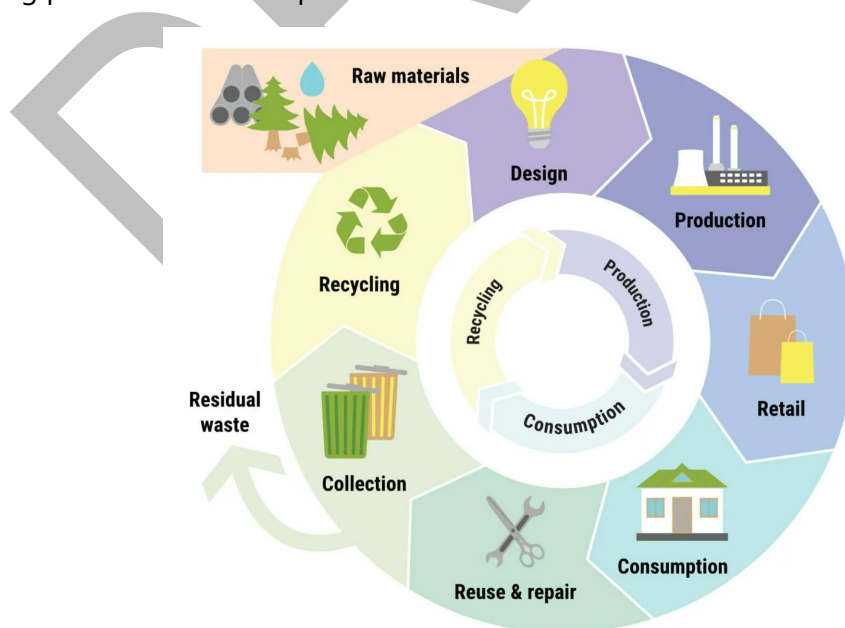 Raw materials
Design
Production
Retail
Consumption
Reuse & repair
Collection
Residual
waste
Recycling
Production
Consumption
Recycling